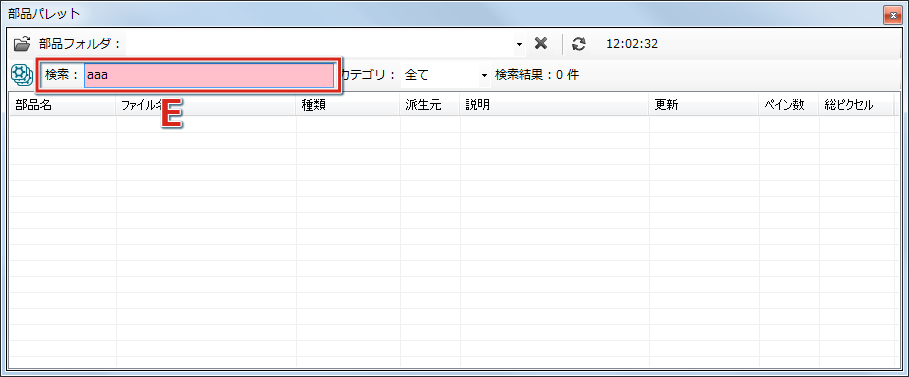 部品パレット
部品フォルダ： 12:02:32
検索： aaa カテゴリ： 全て 検索結果：0 件
部品名 ファイル名 種類 派生元 説明 更新 ペイン数 総ピクセル
E